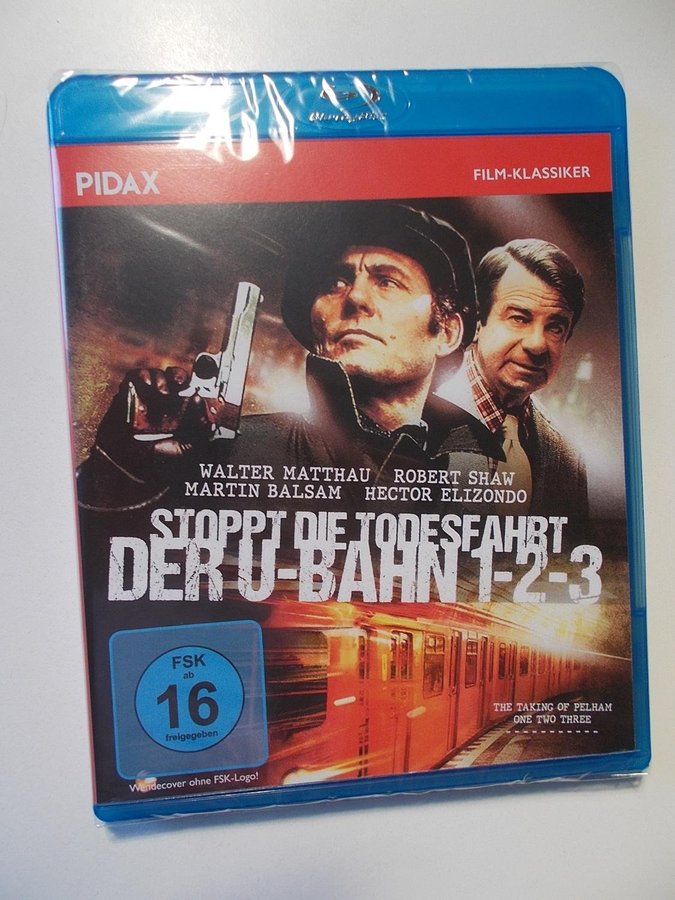 PIDAX
FILM-KLASSIKER
WALTER MATTHAU ROBERT SHAW
MARTIN BALSAM HECTOR ELIZONDO
STOPPT DIE TODESFAHRT
DER U-BAHN 1-2-3
FSK
ab
16
freigegeben
THE TAKING OF PELHAM
ONE TWO THREE
Wendecover ohne FSK-Logo!